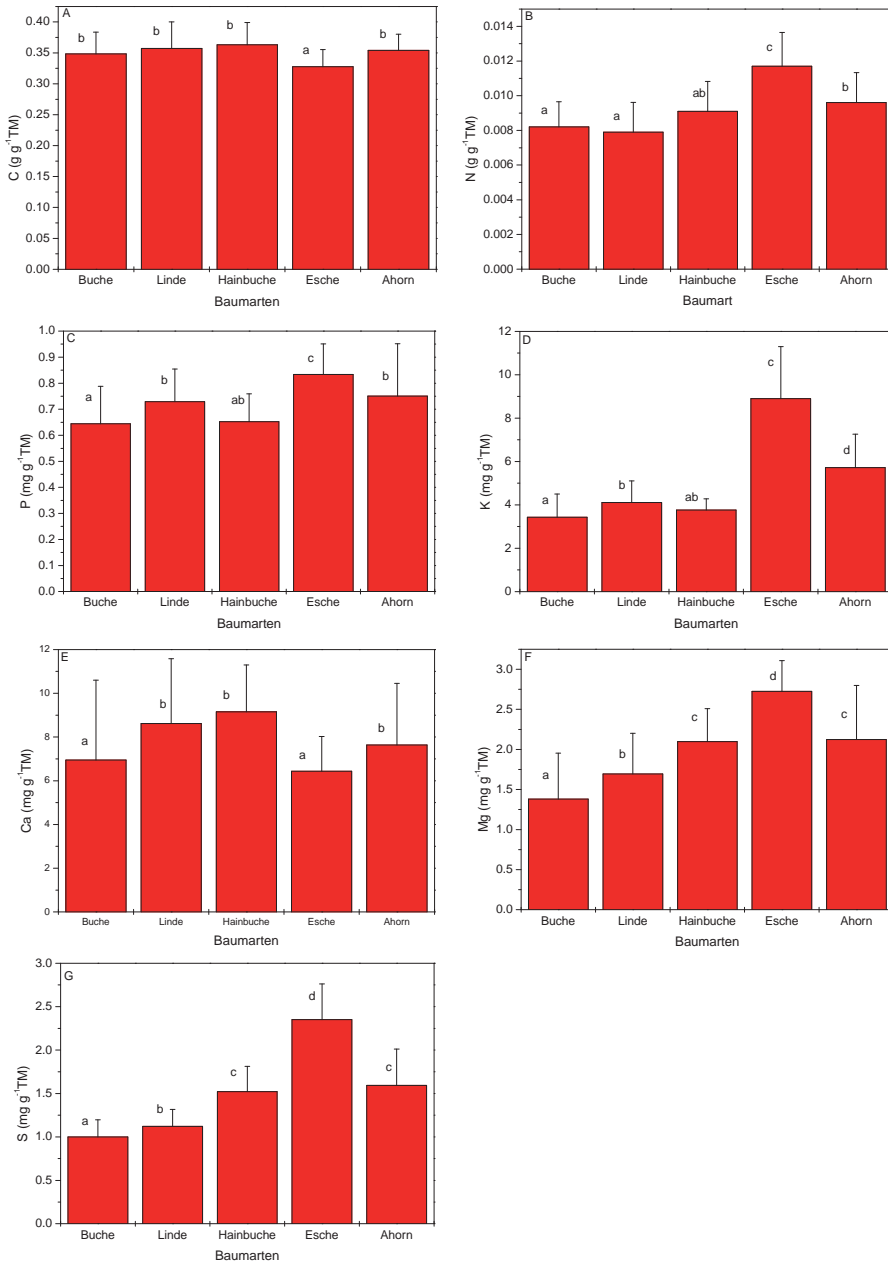 A
C (g g-1TM)
0.40
0.35
0.30
0.25
0.20
0.15
0.10
0.05
0.00
b
b
b
a
b
Buche Linde Hainbuche Esche Ahorn
Baumarten
B
N (g g-1TM)
0.014
0.012
0.010
0.008
0.006
0.004
0.002
0.000
a
a
ab
c
b
Buche Linde Hainbuche Esche Ahorn
Baumart
C
P (mg g-1TM)
1.0
0.9
0.8
0.7
0.6
0.5
0.4
0.3
0.2
0.1
0.0
a
b
ab
c
b
Buche Linde Hainbuche Esche Ahorn
Baumarten
D
K (mg g-1TM)
12
10
8
6
4
2
0
a
b
ab
c
d
Buche Linde Hainbuche Esche Ahorn
Baumarten
E
Ca (mg g-1TM)
12
10
8
6
4
2
0
a
b
b
a
b
Buche Linde Hainbuche Esche Ahorn
Baumarten
F
Mg (mg g-1TM)
3.0
2.5
2.0
1.5
1.0
0.5
0.0
a
b
c
d
c
Buche Linde Hainbuche Esche Ahorn
Baumarten
G
S (mg g-1TM)
3.0
2.5
2.0
1.5
1.0
0.5
0.0
a
b
c
d
c
Buche Linde Hainbuche Esche Ahorn
Baumarten